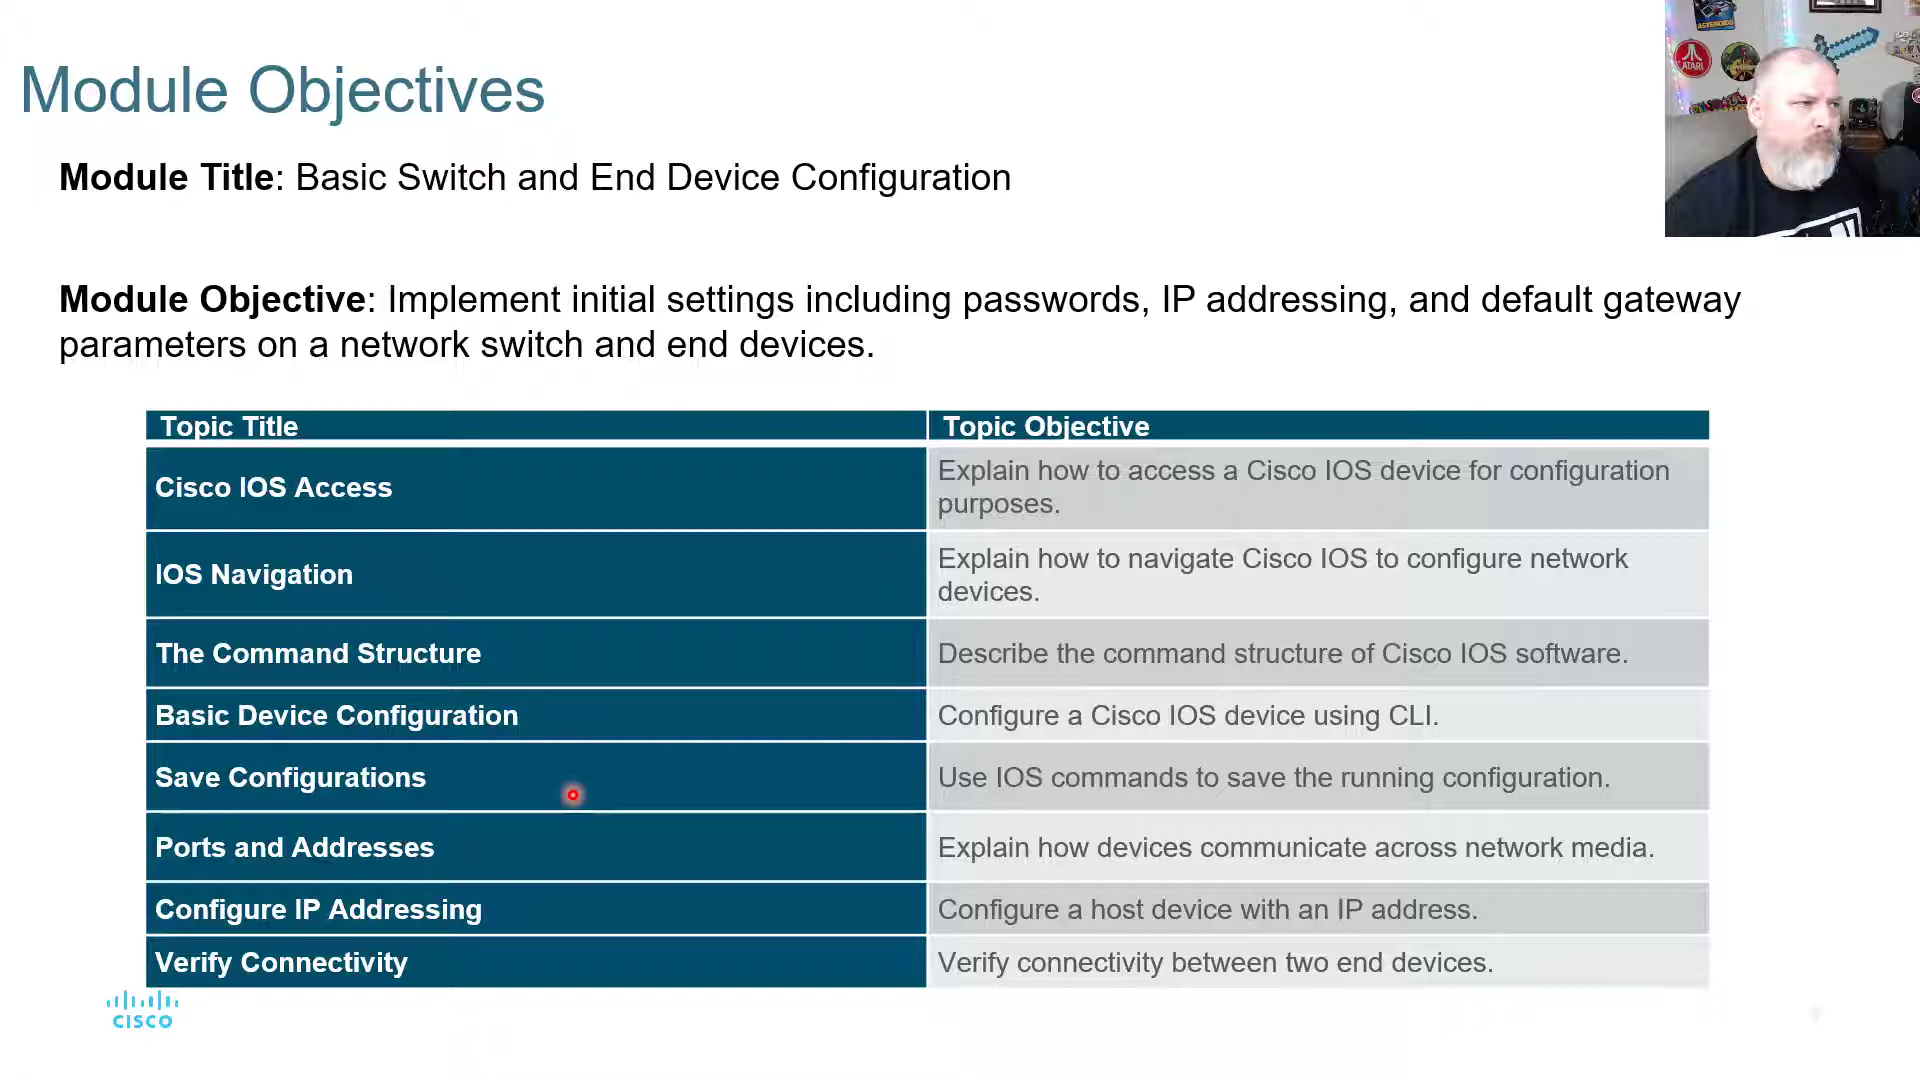 Module Objectives
Module Title: Basic Switch and End Device Configuration
Module Objective: Implement initial settings including passwords, IP addressing, and default gateway
parameters on a network switch and end devices.
Topic Title
Topic Objective
Cisco IOS Access
Explain how to access a Cisco IOS device for configuration
purposes.
IOS Navigation
Explain how to navigate Cisco IOS to configure network
devices.
The Command Structure
Describe the command structure of Cisco IOS software.
Basic Device Configuration
Configure a Cisco IOS device using CLI.
Save Configurations
Use IOS commands to save the running configuration.
Ports and Addresses
Explain how devices communicate across network media.
Configure IP Addressing
Configure a host device with an IP address.
Verify Connectivity
Verify connectivity between two end devices.
CISCO
ASTEROIDS
ATARI